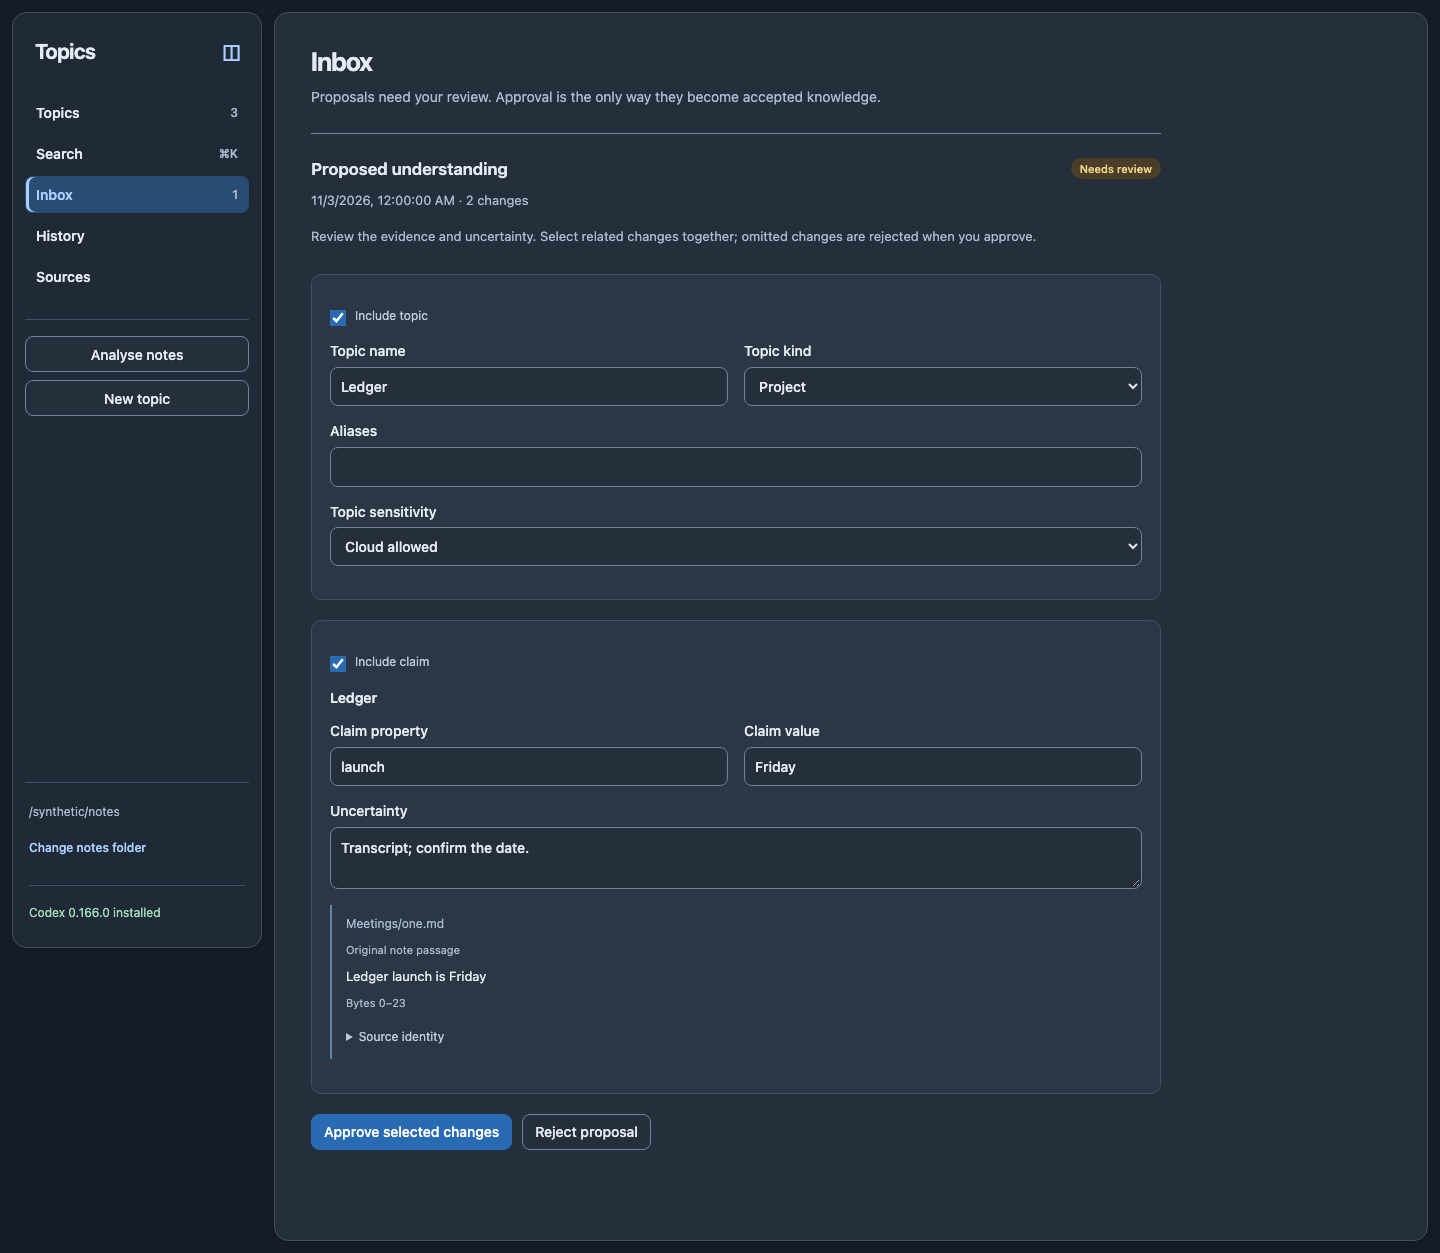 Topics
Topics 3
Search ⌘K
Inbox 1
History
Sources
Analyse notes
New topic
/synthetic/notes
Change notes folder
Codex 0.166.0 installed
Inbox
Proposals need your review. Approval is the only way they become accepted knowledge.
Proposed understanding Needs review
11/3/2026, 12:00:00 AM · 2 changes
Review the evidence and uncertainty. Select related changes together; omitted changes are rejected when you approve.
Include topic
Topic name Topic kind
Ledger Project
Aliases
Topic sensitivity
Cloud allowed
Include claim
Ledger
Claim property Claim value
launch Friday
Uncertainty
Transcript; confirm the date.
Meetings/one.md
Original note passage
Ledger launch is Friday
Bytes 0–23
Source identity
Approve selected changes Reject proposal